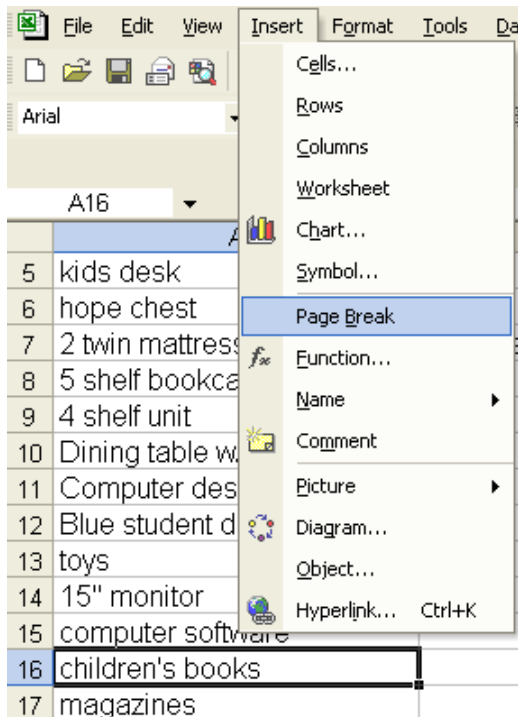 File Edit View Insert Format Tools Da
Arial
A16
Cells...
Rows
Columns
Worksheet
Chart...
Symbol...
Page Break
Function...
Name
Comment
Picture
Diagram...
Object...
Hyperlink... Ctrl+K
5 kids desk
6 hope chest
7 2 twin mattress
8 5 shelf bookca
9 4 shelf unit
10 Dining table w
11 Computer des
12 Blue student d
13 toys
14 15" monitor
15 computer software
16 children's books
17 magazines